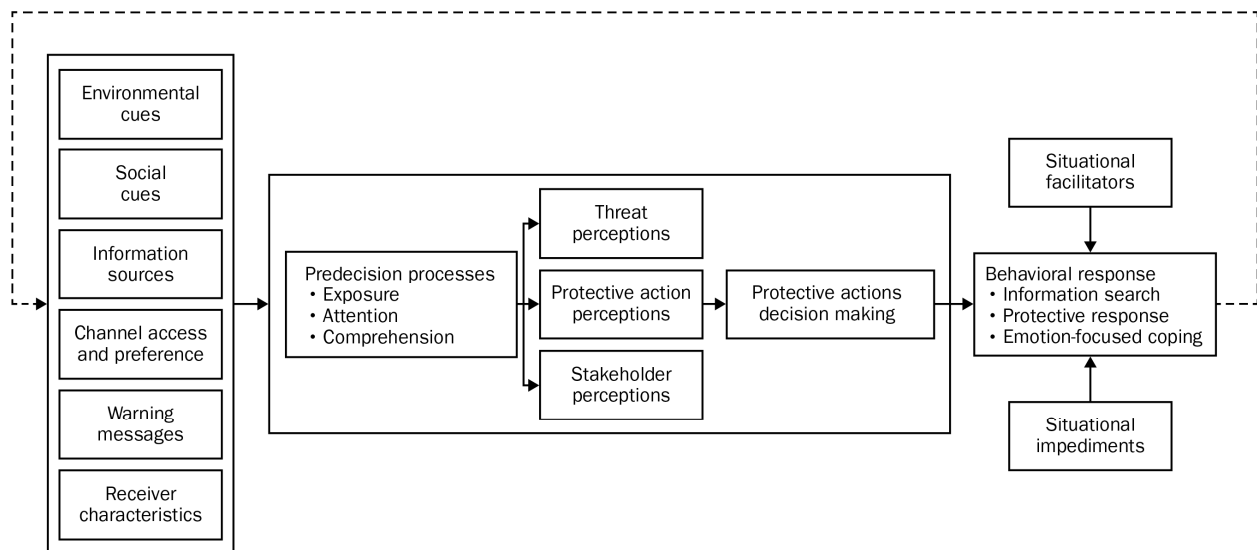 Environmental
cues
Social
cues
Information
sources
Channel access
and preference
Warning
messages
Receiver
characteristics
Predecision processes
• Exposure
• Attention
• Comprehension
Threat
perceptions
Protective action
perceptions
Stakeholder
perceptions
Protective actions
decision making
Situational
facilitators
Behavioral response
• Information search
• Protective response
• Emotion-focused coping
Situational
impediments